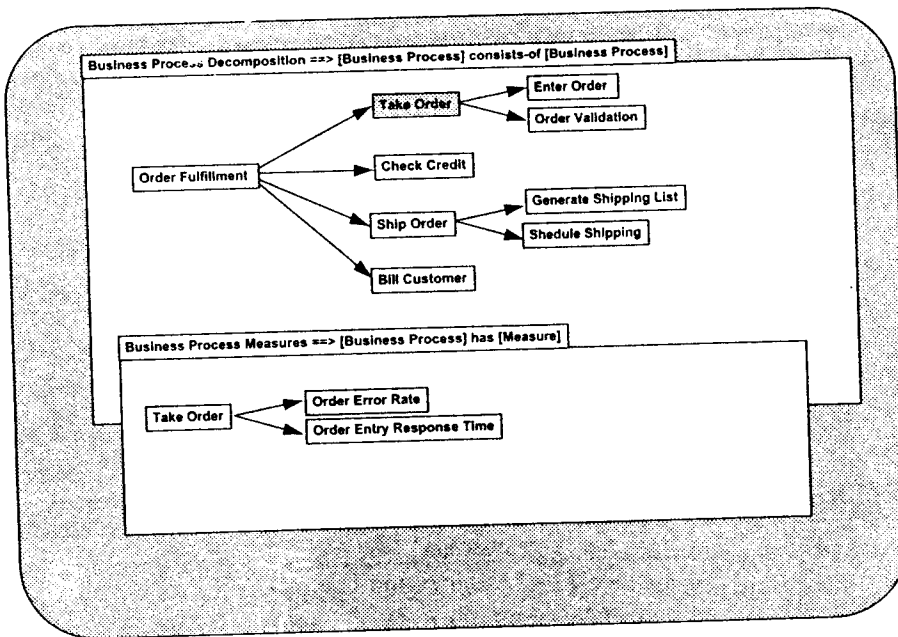 Business Process Decomposition ==> [Business Process] consists-of [Business Process]
Enter Order
Take Order
Order Validation
Check Credit
Order Fulfillment
Generate Shipping List
Ship Order
Shedule Shipping
Bill Customer
Business Process Measures ==> [Business Process] has [Measure]
Order Error Rate
Take Order
Order Entry Response Time